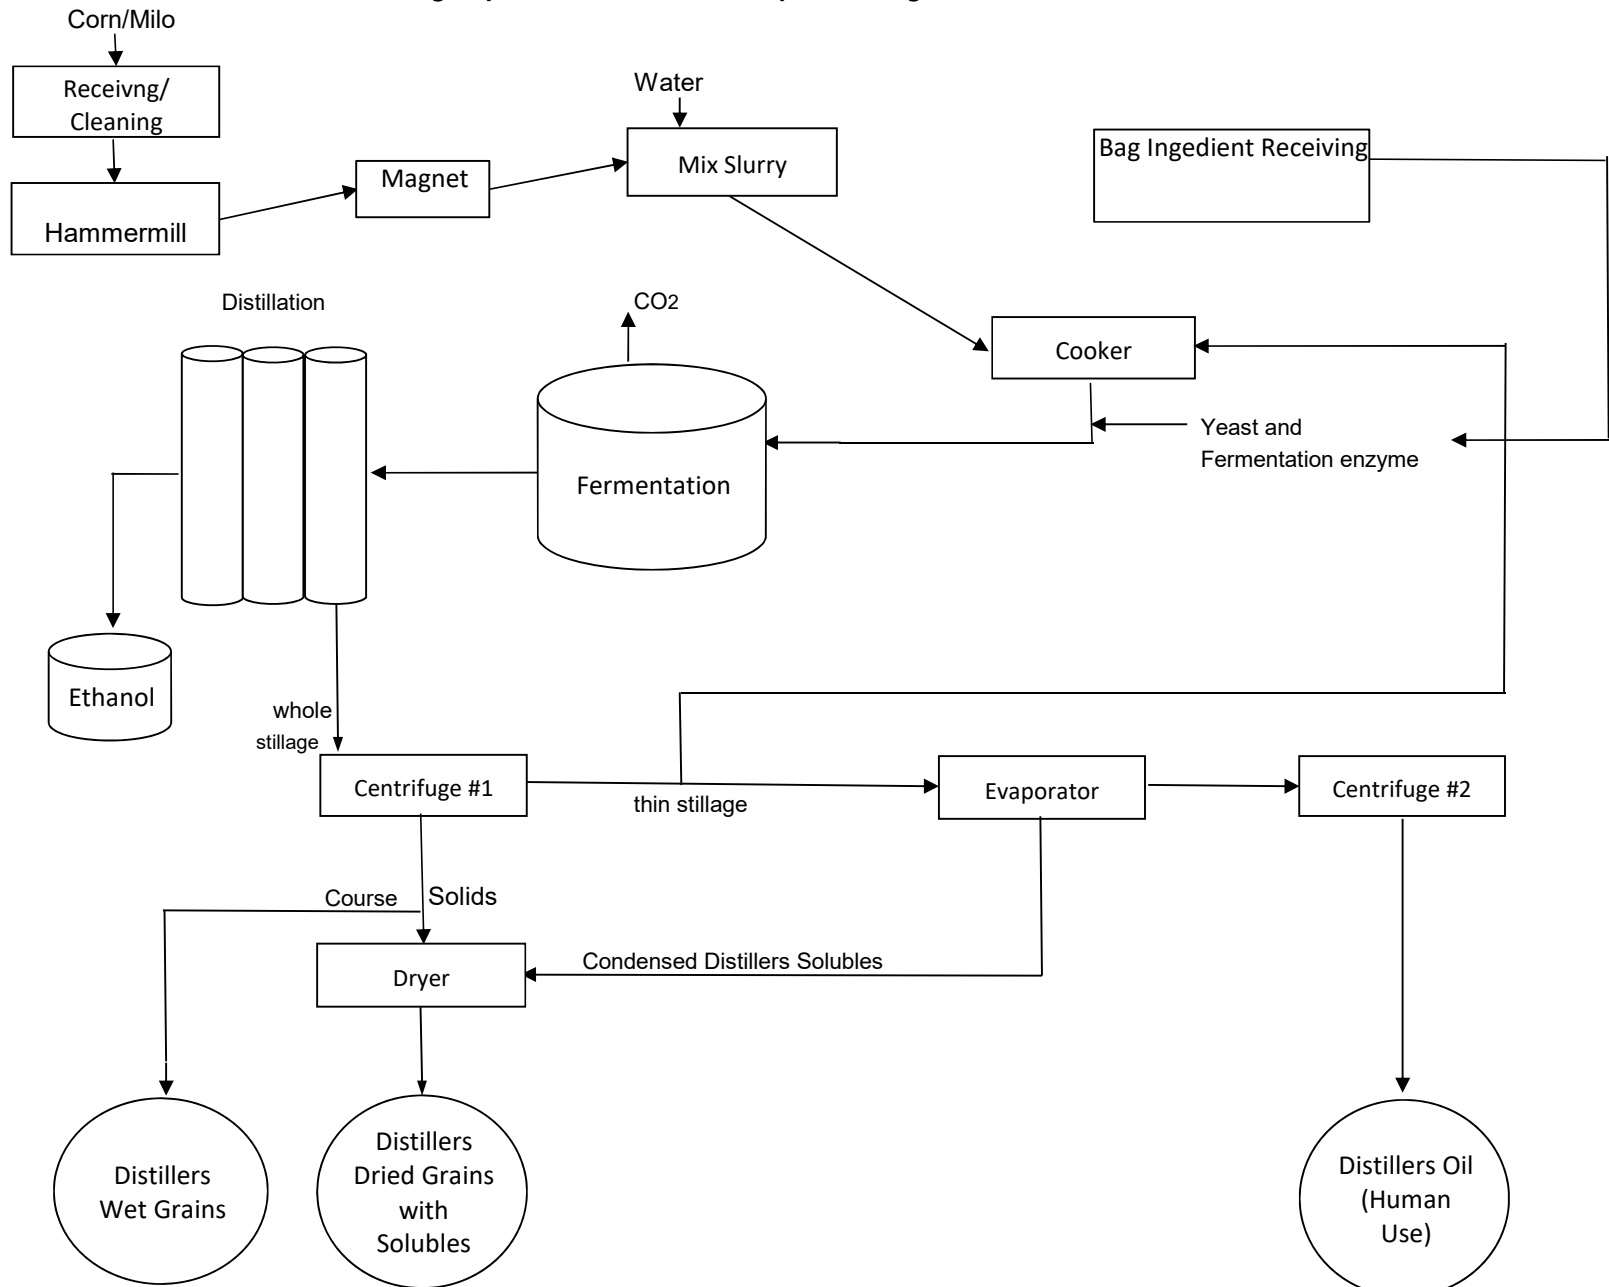 Corn/Milo
Receivng/
Cleaning
Hammermill
Magnet
Water
Mix Slurry
Bag Ingedient Receiving
Distillation
CO2
Cooker
Yeast and
Fermentation enzyme
Fermentation
Ethanol
whole
stillage
Centrifuge #1
thin stillage
Evaporator
Centrifuge #2
Course
Solids
Dryer
Condensed Distillers Solubles
Distillers
Wet Grains
Distillers
Dried Grains
with
Solubles
Distillers Oil
(Human
Use)